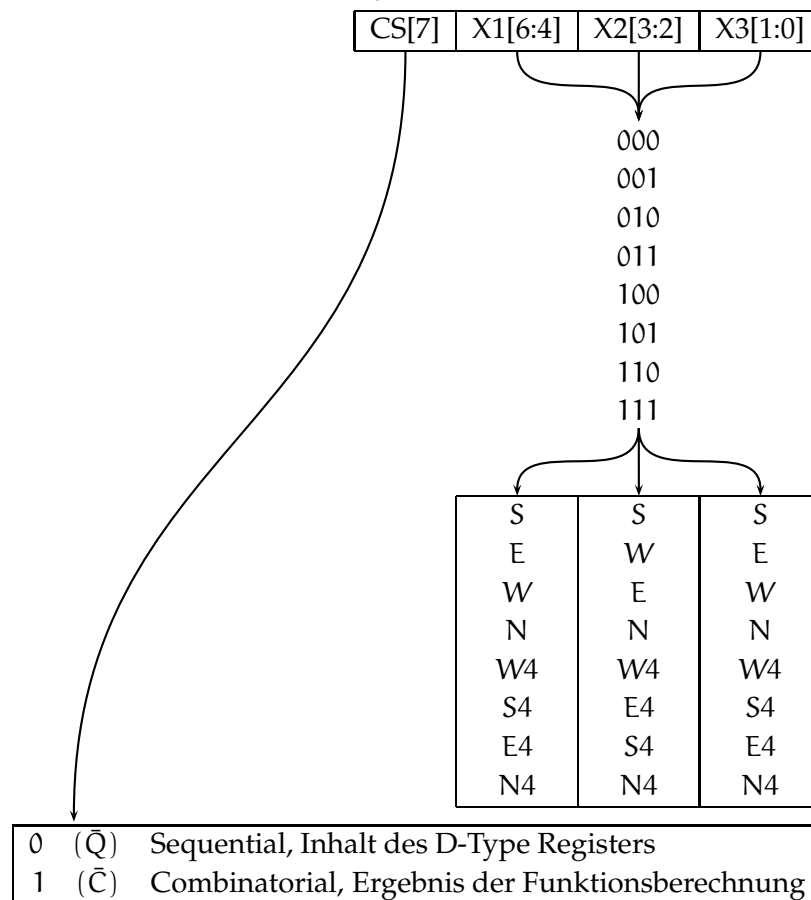 CS[7] X1[6:4] X2[3:2] X3[1:0]
000
001
010
011
100
101
110
111
S S S
E W E
W E W
N N N
W4 W4 W4
S4 E4 S4
E4 S4 E4
N4 N4 N4
0 (Q̄) Sequential, Inhalt des D-Type Registers
1 (C̄) Combinatorial, Ergebnis der Funktionsberechnung